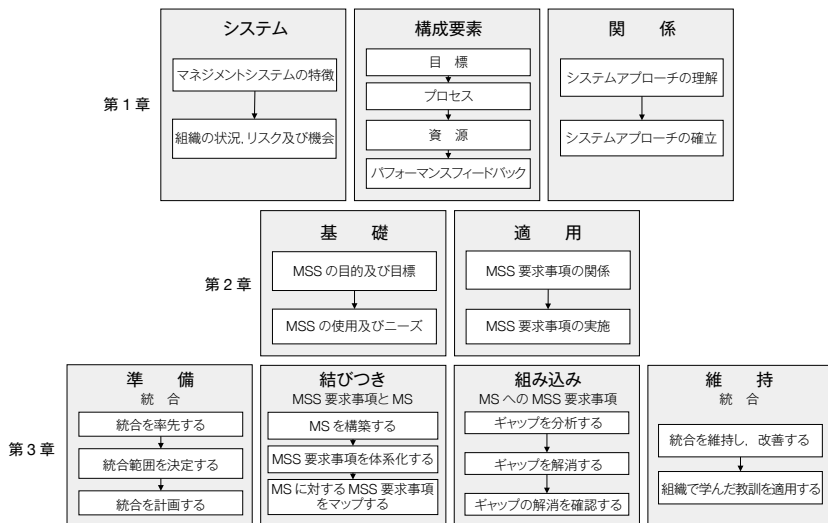 第 1 章
システム
マネジメントシステムの特徴
組織の状況，リスク及び機会
構成要素
目　標
プロセス
資　源
パフォーマンスフィードバック
関　係
システムアプローチの理解
システムアプローチの確立
第 2 章
基　礎
MSS の目的及び目標
MSS の使用及びニーズ
適　用
MSS 要求事項の関係
MSS 要求事項の実施
第 3 章
準　備
統　合
統合を率先する
統合範囲を決定する
統合を計画する
結びつき
MSS 要求事項と MS
MS を構築する
MSS 要求事項を体系化する
MS に対する MSS 要求事項
をマップする
組み込み
MS への MSS 要求事項
ギャップを分析する
ギャップを解消する
ギャップの解消を確認する
維　持
統　合
統合を維持し，改善する
組織で学んだ教訓を適用する